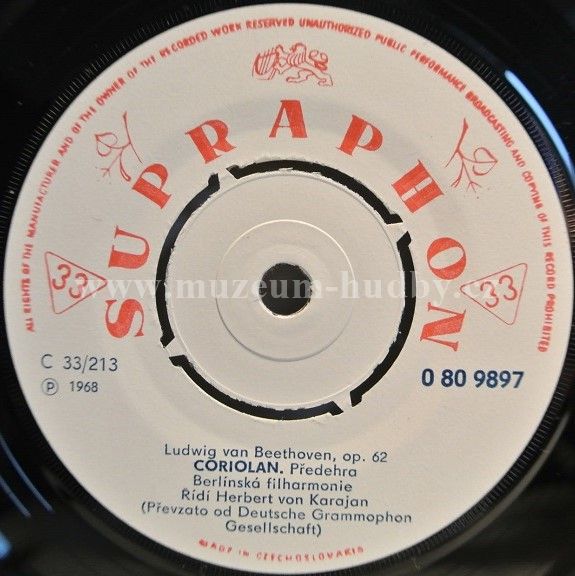 ALL RIGHTS OF THE MANUFACTURER AND OF THE OWNER OF THE RECORDED WORK RESERVED UNAUTHORIZED PUBLIC PERFORMANCE BROADCASTING AND COPYING OF THIS RECORD PROHIBITED
SUPRAPHON
33
33
www.muzeum-hudby.cz
C 33/213
Ⓟ 1968
0 80 9897
Ludwig van Beethoven, op. 62
CORIOLAN. Předehra
Berlínská filharmonie
Řídí Herbert von Karajan
(Převzato od Deutsche Grammophon
Gesellschaft)
MADE IN CZECHOSLOVAKIA